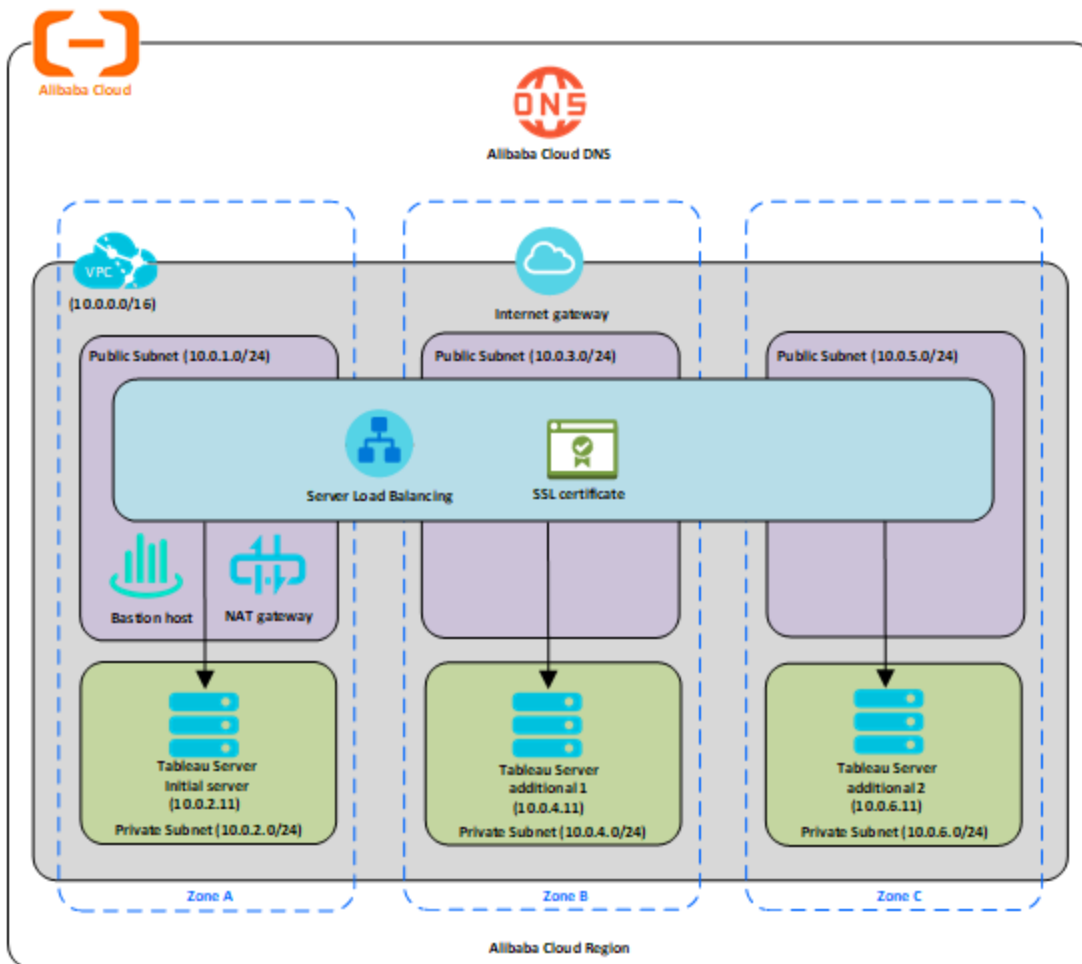 Alibaba Cloud
DNS
Alibaba Cloud DNS
VPC
(10.0.0.0/16)
Internet gateway
Public Subnet (10.0.1.0/24)
Public Subnet (10.0.3.0/24)
Public Subnet (10.0.5.0/24)
Server Load Balancing
SSL certificate
Bastion host
NAT gateway
Tableau Server
Initial server
(10.0.2.11)
Private Subnet (10.0.2.0/24)
Tableau Server
additional 1
(10.0.4.11)
Private Subnet (10.0.4.0/24)
Tableau Server
additional 2
(10.0.6.11)
Private Subnet (10.0.6.0/24)
Zone A
Zone B
Zone C
Alibaba Cloud Region